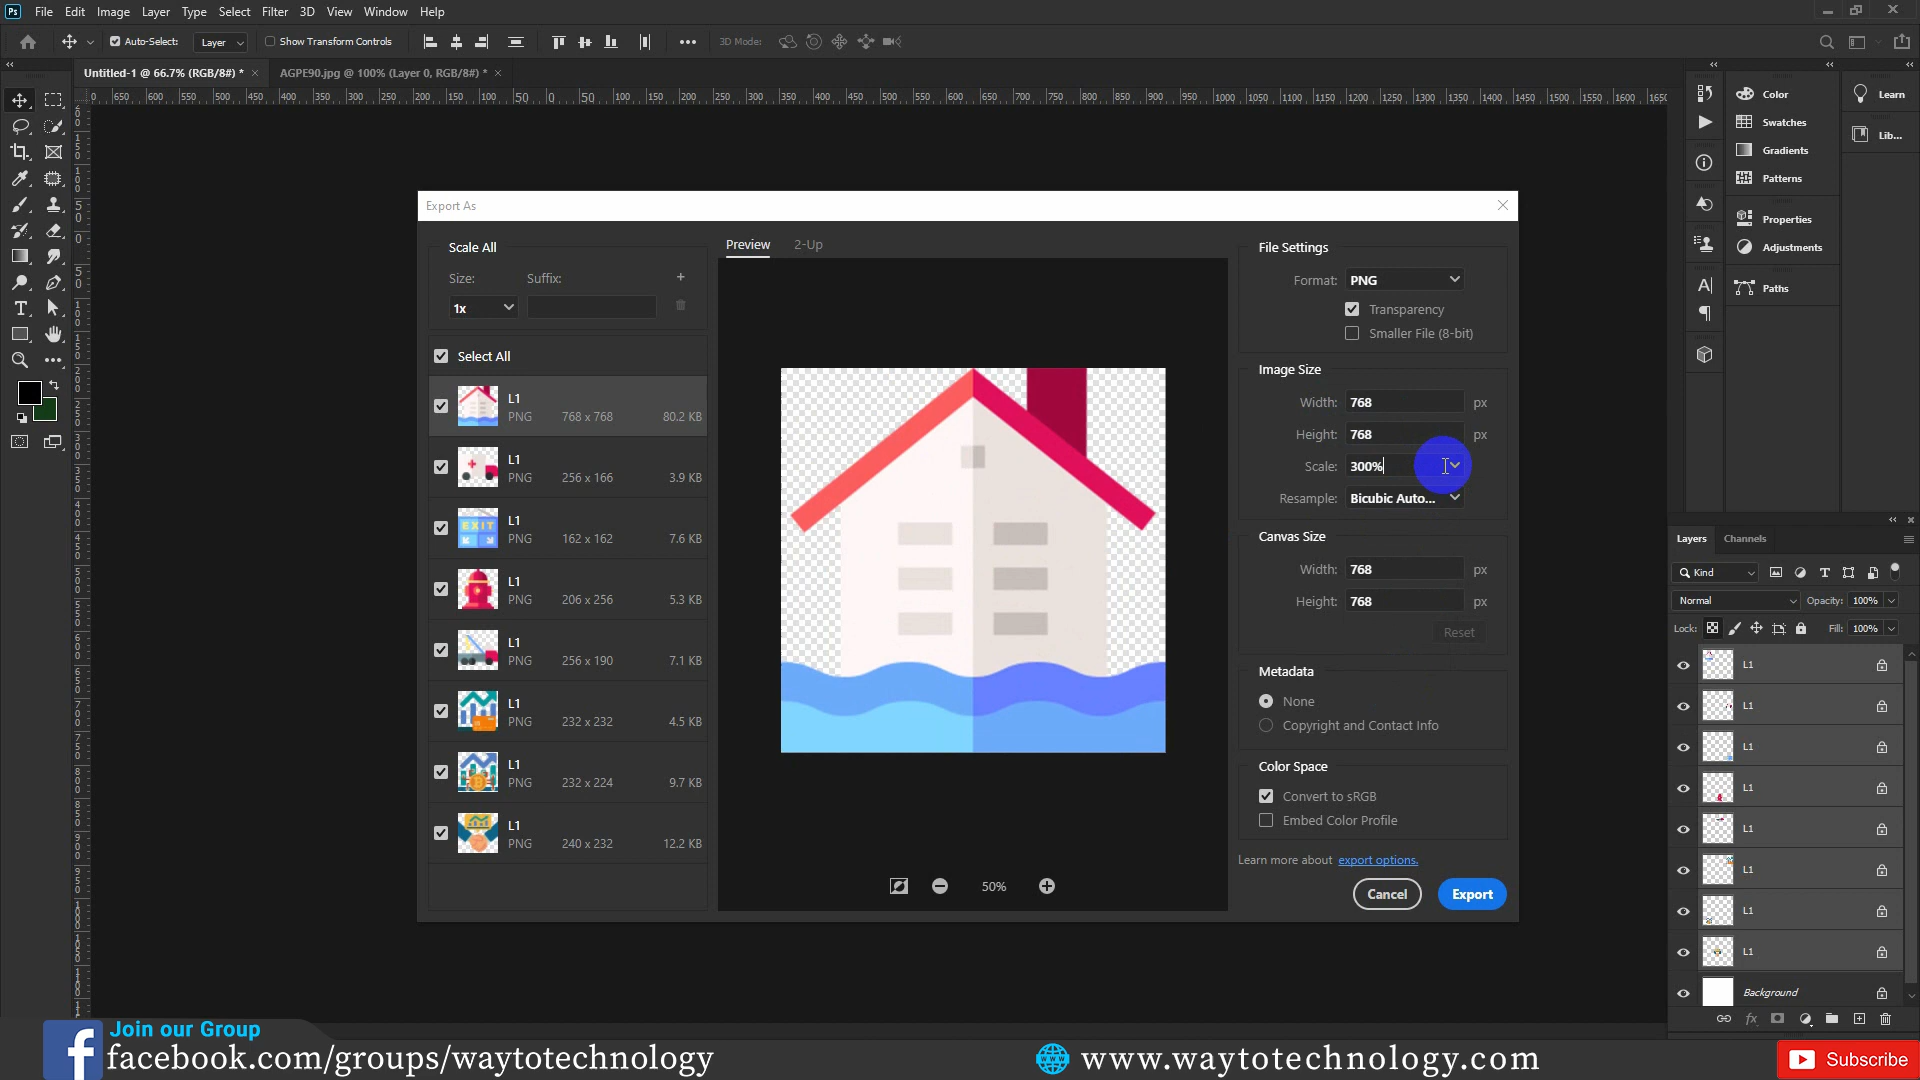 Ps File Edit Image Layer Type Select Filter 3D View Window Help
Auto-Select: Layer Show Transform Controls 3D Mode:
Untitled-1 @ 66.7% (RGB/8#) * AGPE90.jpg @ 100% (Layer 0, RGB/8#) *
Color
Swatches
Gradients
Patterns
Properties
Adjustments
Paths
Learn
Lib...
Export As
Scale All
Size: Suffix:
1x
Select All
L1
PNG 768 x 768 80.2 KB
L1
PNG 256 x 166 3.9 KB
EXIT
L1
PNG 162 x 162 7.6 KB
L1
PNG 206 x 256 5.3 KB
L1
PNG 256 x 190 7.1 KB
L1
PNG 232 x 232 4.5 KB
L1
PNG 232 x 224 9.7 KB
L1
PNG 240 x 232 12.2 KB
Preview 2-Up
50%
File Settings
Format: PNG
Transparency
Smaller File (8-bit)
Image Size
Width: 768 px
Height: 768 px
Scale: 300%
Resample: Bicubic Auto...
Canvas Size
Width: 768 px
Height: 768 px
Reset
Metadata
None
Copyright and Contact Info
Color Space
Convert to sRGB
Embed Color Profile
Learn more about export options.
Cancel Export
Layers Channels
Kind
Normal Opacity: 100%
Lock: Fill: 100%
L1
L1
L1
L1
L1
L1
L1
L1
Background
Join our Group
facebook.com/groups/waytotechnology
www.waytotechnology.com
Subscribe